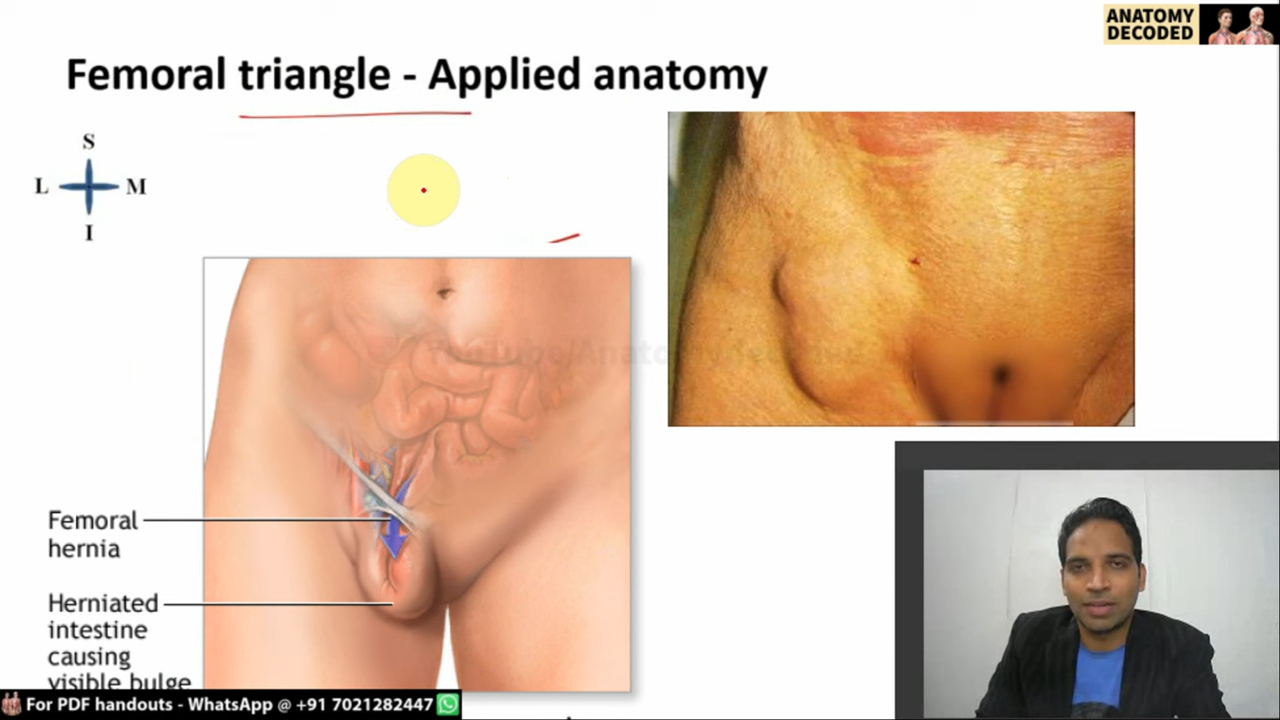 ANATOMY
DECODED
Femoral triangle - Applied anatomy
S
L
M
I
Femoral
hernia
Herniated
intestine
causing
visible bulge
For PDF handouts - WhatsApp @ +91 7021282447